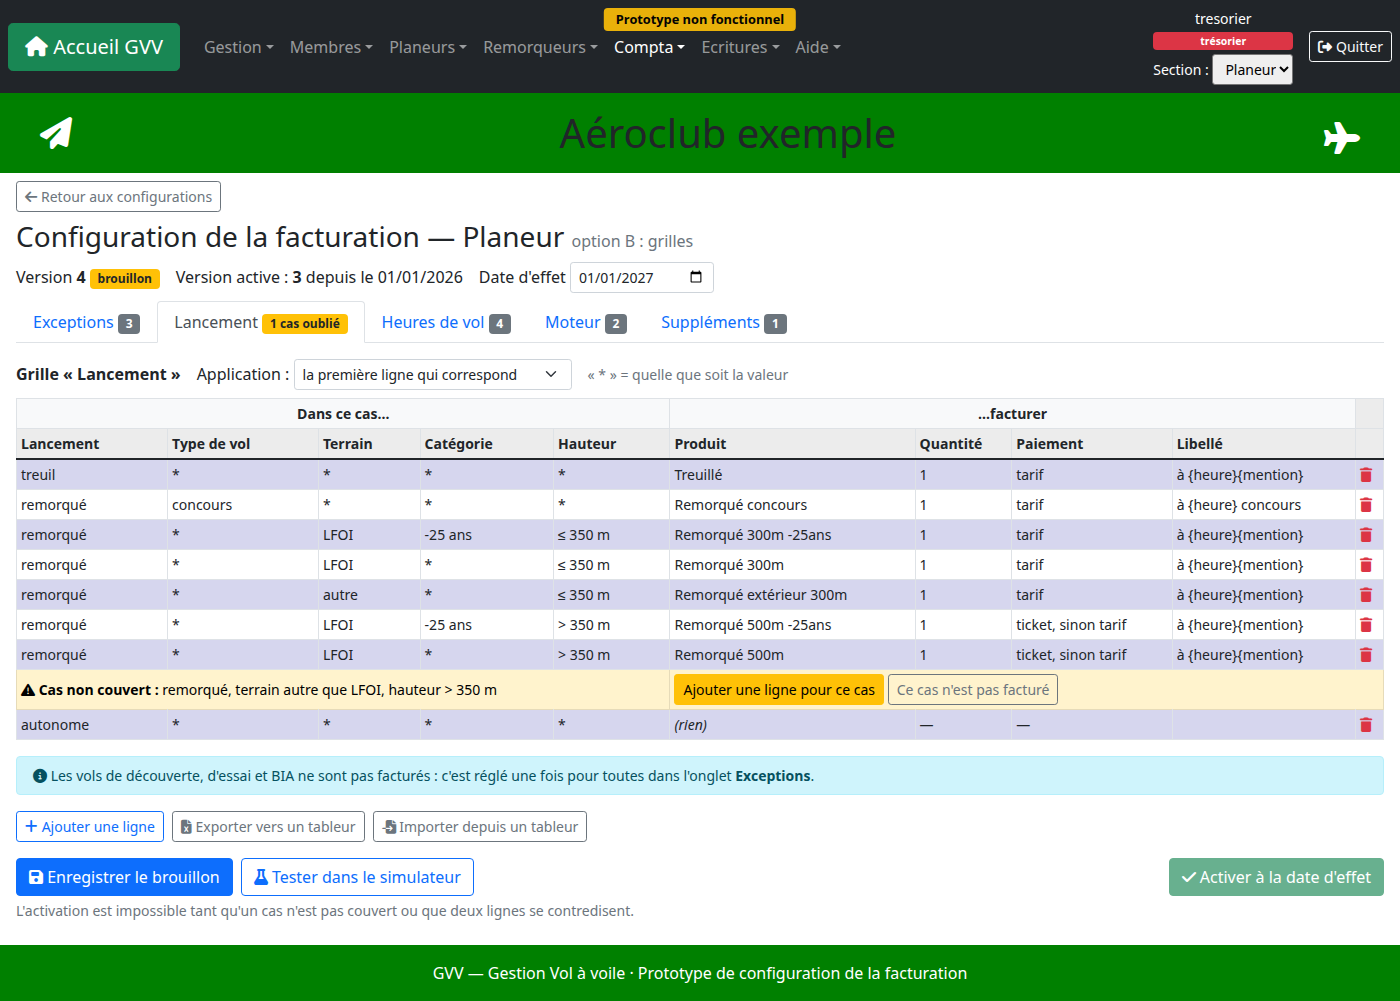 Prototype non fonctionnel
Accueil GVV
Gestion
Membres
Planeurs
Remorqueurs
Compta
Ecritures
Aide
tresorier
trésorier
Section : Planeur
Quitter
Aéroclub exemple
Retour aux configurations
Configuration de la facturation — Planeur option B : grilles
Version 4 brouillon Version active : 3 depuis le 01/01/2026 Date d'effet 01/01/2027
Exceptions 3
Lancement 1 cas oublié
Heures de vol 4
Moteur 2
Suppléments 1
Grille « Lancement » Application : la première ligne qui correspond « * » = quelle que soit la valeur
Dans ce cas... ...facturer
Lancement Type de vol Terrain Catégorie Hauteur Produit Quantité Paiement Libellé
treuil * * * * Treuillé 1 tarif à {heure}{mention}
remorqué concours * * * Remorqué concours 1 tarif à {heure} concours
remorqué * LFOI -25 ans ≤ 350 m Remorqué 300m -25ans 1 tarif à {heure}{mention}
remorqué * LFOI * ≤ 350 m Remorqué 300m 1 tarif à {heure}{mention}
remorqué * autre * ≤ 350 m Remorqué extérieur 300m 1 tarif à {heure}{mention}
remorqué * LFOI -25 ans > 350 m Remorqué 500m -25ans 1 ticket, sinon tarif à {heure}{mention}
remorqué * LFOI * > 350 m Remorqué 500m 1 ticket, sinon tarif à {heure}{mention}
Cas non couvert : remorqué, terrain autre que LFOI, hauteur > 350 m Ajouter une ligne pour ce cas Ce cas n'est pas facturé
autonome * * * * (rien) — —
Les vols de découverte, d'essai et BIA ne sont pas facturés : c'est réglé une fois pour toutes dans l'onglet Exceptions.
Ajouter une ligne
Exporter vers un tableur
Importer depuis un tableur
Enregistrer le brouillon
Tester dans le simulateur
Activer à la date d'effet
L'activation est impossible tant qu'un cas n'est pas couvert ou que deux lignes se contredisent.
GVV — Gestion Vol à voile · Prototype de configuration de la facturation